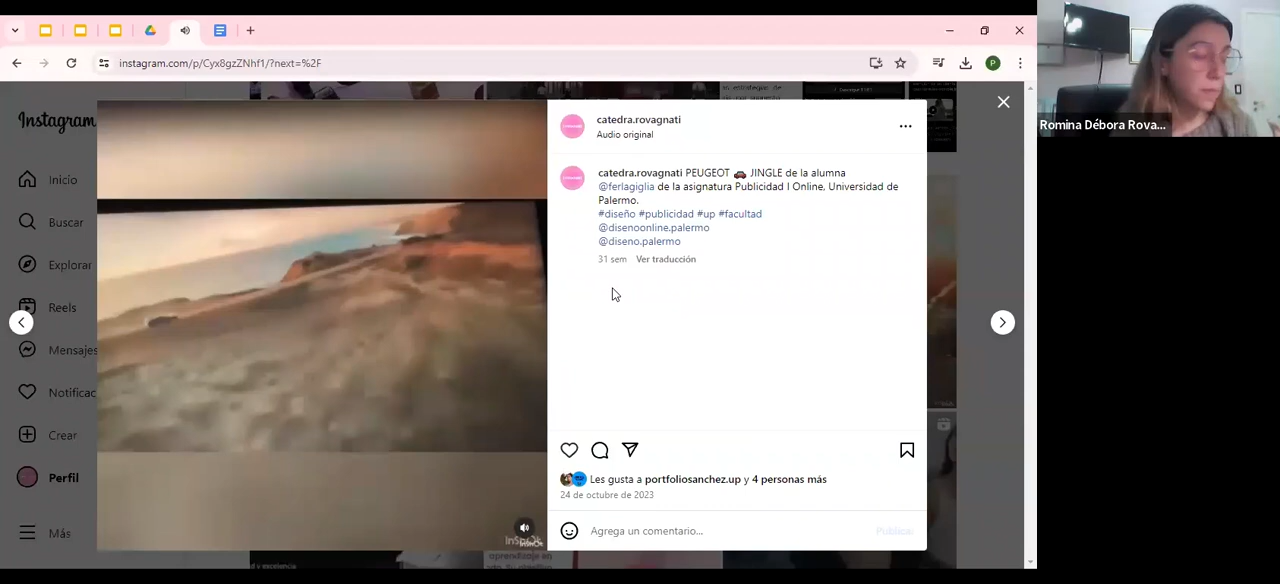 instagram.com/p/Cyx8gzZNhf1/?next=%2F
P
Romina Débora Rova...
Instagram
Inicio
Buscar
Explorar
Reels
Mensajes
Notificac
Crear
Perfil
Más
catedra.rovagnati
Audio original
catedra.rovagnati PEUGEOT 🚗 JINGLE de la alumna
@ferlagiglia de la asignatura Publicidad I Online, Universidad de
Palermo.
#diseño #publicidad #up #facultad
@disenoonline.palermo
@diseno.palermo
31 sem Ver traducción
Les gusta a portfoliosanchez.up y 4 personas más
24 de octubre de 2023
Agrega un comentario...
Publicar